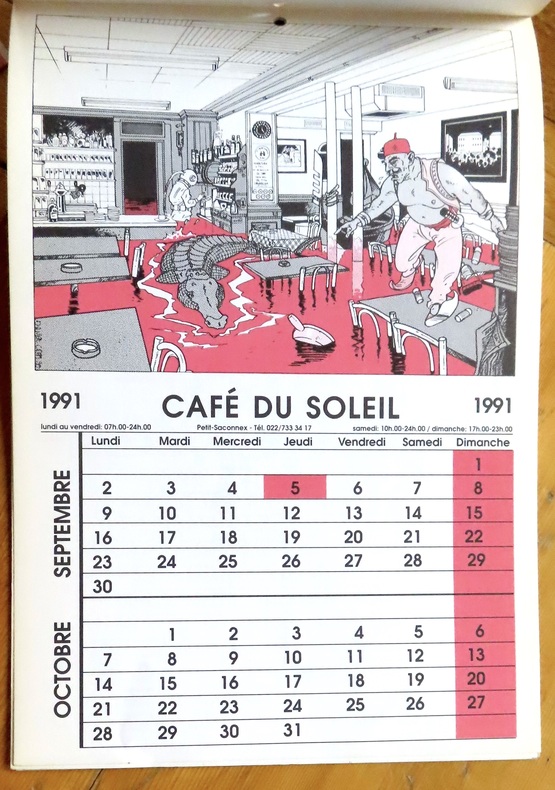 1991 CAFÉ DU SOLEIL 1991
lundi au vendredi: 07h.00-24h.00 Petit-Saconnex - Tél. 022/733 34 17 samedi: 10h.00-24h.00 / dimanche: 17h.00-23h.00
Lundi Mardi Mercredi Jeudi Vendredi Samedi Dimanche
SEPTEMBRE
1
2 3 4 5 6 7 8
9 10 11 12 13 14 15
16 17 18 19 20 21 22
23 24 25 26 27 28 29
30
OCTOBRE
1 2 3 4 5 6
7 8 9 10 11 12 13
14 15 16 17 18 19 20
21 22 23 24 25 26 27
28 29 30 31